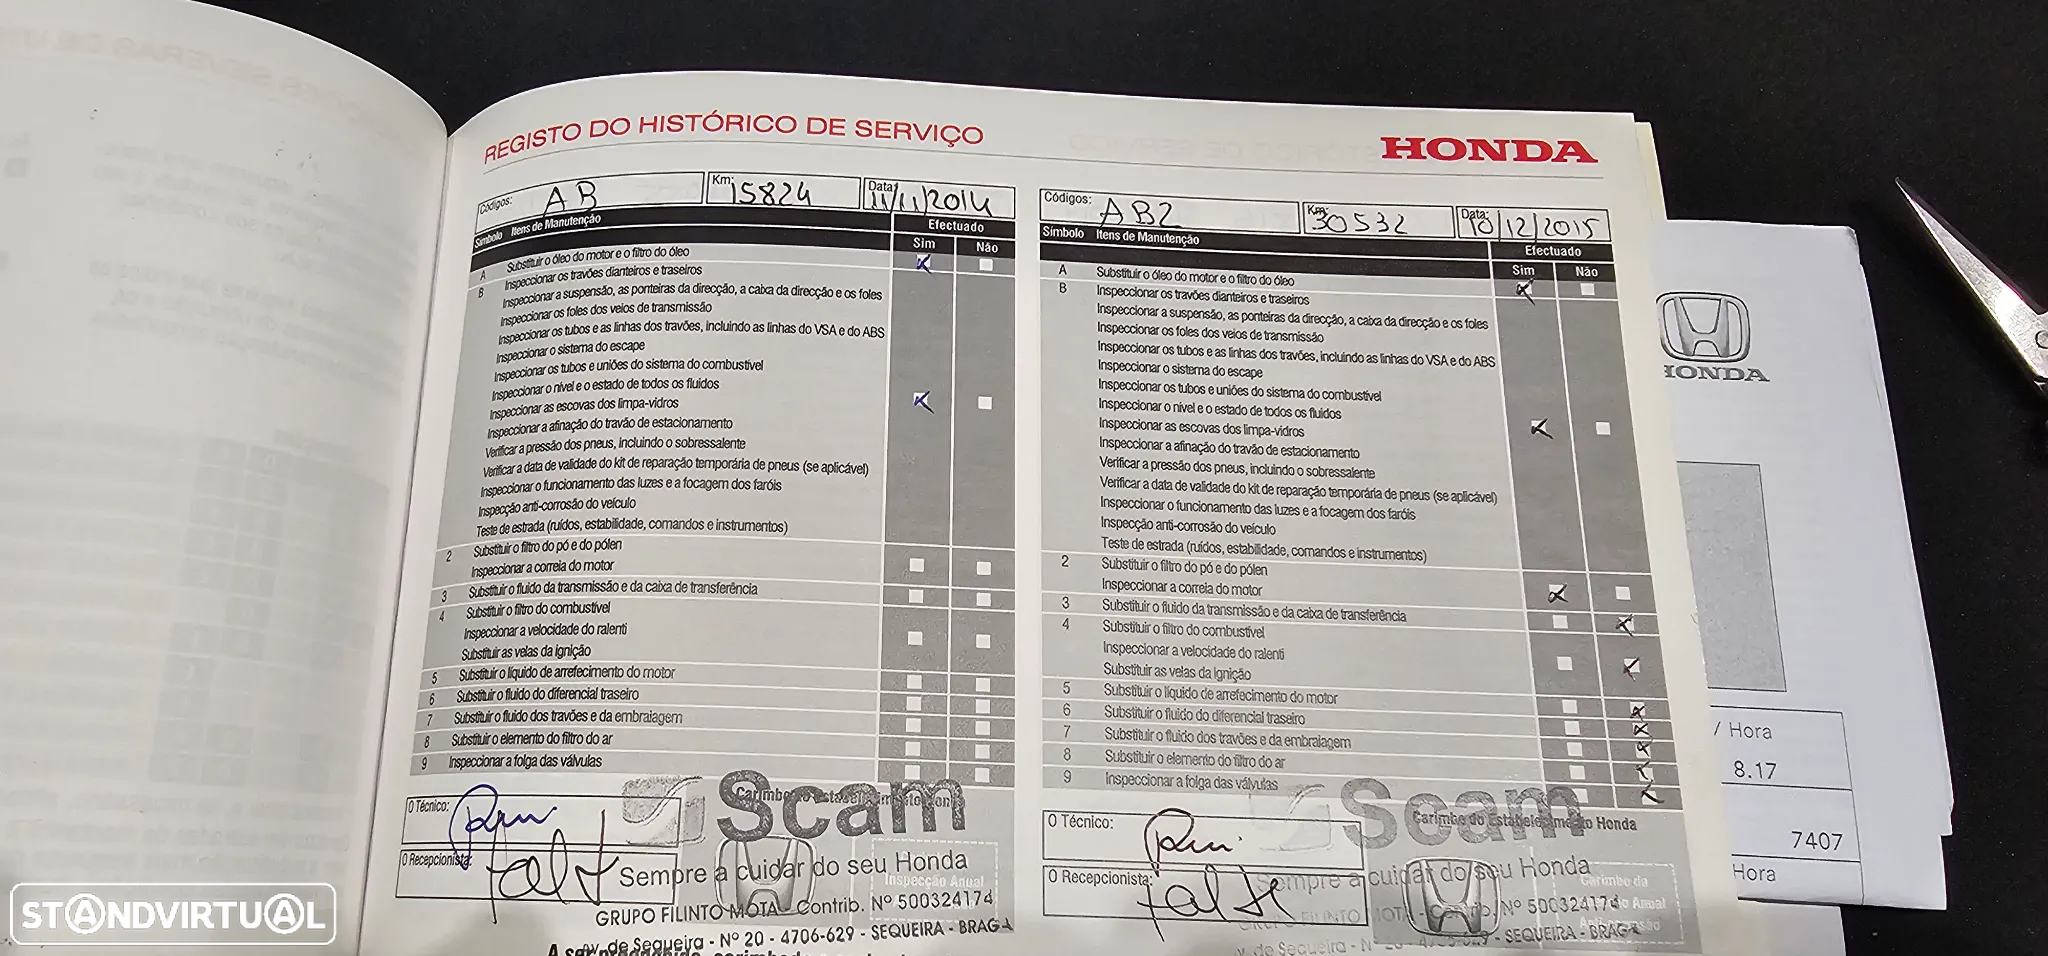 REGISTO DO HISTÓRICO DE SERVIÇO
HONDA
Códigos: AB Km: 15824 Data: 11/11/2014
Símbolo Itens de Manutenção Efectuado
Sim Não
A Substituir o óleo do motor e o filtro do óleo
B Inspeccionar os travões dianteiros e traseiros
Inspeccionar a suspensão, as ponteiras da direcção, a caixa da direcção e os foles
Inspeccionar os foles dos veios de transmissão
Inspeccionar os tubos e as linhas dos travões, incluindo as linhas do VSA e do ABS
Inspeccionar o sistema do escape
Inspeccionar os tubos e uniões do sistema do combustível
Inspeccionar o nível e o estado de todos os fluidos
Inspeccionar as escovas dos limpa-vidros
Inspeccionar a afinação do travão de estacionamento
Verificar a pressão dos pneus, incluindo o sobressalente
Verificar a data de validade do kit de reparação temporária de pneus (se aplicável)
Inspeccionar o funcionamento das luzes e a focagem dos faróis
Inspecção anti-corrosão do veículo
Teste de estrada (ruídos, estabilidade, comandos e instrumentos)
2 Substituir o filtro do pó e do pólen
Inspeccionar a correia do motor
3 Substituir o fluido da transmissão e da caixa de transferência
4 Substituir o filtro do combustível
Inspeccionar a velocidade do ralenti
Substituir as velas da ignição
5 Substituir o líquido de arrefecimento do motor
6 Substituir o fluido do diferencial traseiro
7 Substituir o fluido dos travões e da embraiagem
8 Substituir o elemento do filtro do ar
9 Inspeccionar a folga das válvulas
O Técnico:
O Recepcionista:
Scam
Carimbo do Estabelecimento Honda
Sempre a cuidar do seu Honda
Inspecção Anual
GRUPO FILINTO MOTA - Contrib. Nº 500324174
Av. de Sequeira - Nº 20 - 4706-629 - SEQUEIRA - BRAGA
Códigos: AB2 Km: 30532 Data: 10/12/2015
Símbolo Itens de Manutenção Efectuado
Sim Não
A Substituir o óleo do motor e o filtro do óleo
B Inspeccionar os travões dianteiros e traseiros
Inspeccionar a suspensão, as ponteiras da direcção, a caixa da direcção e os foles
Inspeccionar os foles dos veios de transmissão
Inspeccionar os tubos e as linhas dos travões, incluindo as linhas do VSA e do ABS
Inspeccionar o sistema do escape
Inspeccionar os tubos e uniões do sistema do combustível
Inspeccionar o nível e o estado de todos os fluidos
Inspeccionar as escovas dos limpa-vidros
Inspeccionar a afinação do travão de estacionamento
Verificar a pressão dos pneus, incluindo o sobressalente
Verificar a data de validade do kit de reparação temporária de pneus (se aplicável)
Inspeccionar o funcionamento das luzes e a focagem dos faróis
Inspecção anti-corrosão do veículo
Teste de estrada (ruídos, estabilidade, comandos e instrumentos)
2 Substituir o filtro do pó e do pólen
Inspeccionar a correia do motor
3 Substituir o fluido da transmissão e da caixa de transferência
4 Substituir o filtro do combustível
Inspeccionar a velocidade do ralenti
Substituir as velas da ignição
5 Substituir o líquido de arrefecimento do motor
6 Substituir o fluido do diferencial traseiro
7 Substituir o fluido dos travões e da embraiagem
8 Substituir o elemento do filtro do ar
9 Inspeccionar a folga das válvulas
O Técnico:
O Recepcionista:
Scam
Carimbo do Estabelecimento Honda
Sempre a cuidar do seu Honda
Carimbo da
GRUPO FILINTO MOTA - Contrib. Nº 500324174
Av. de Sequeira - Nº 20 - 4706-629 - SEQUEIRA - BRAGA
HONDA
/ Hora
8.17
7407
Hora
STANDVIRTUAL